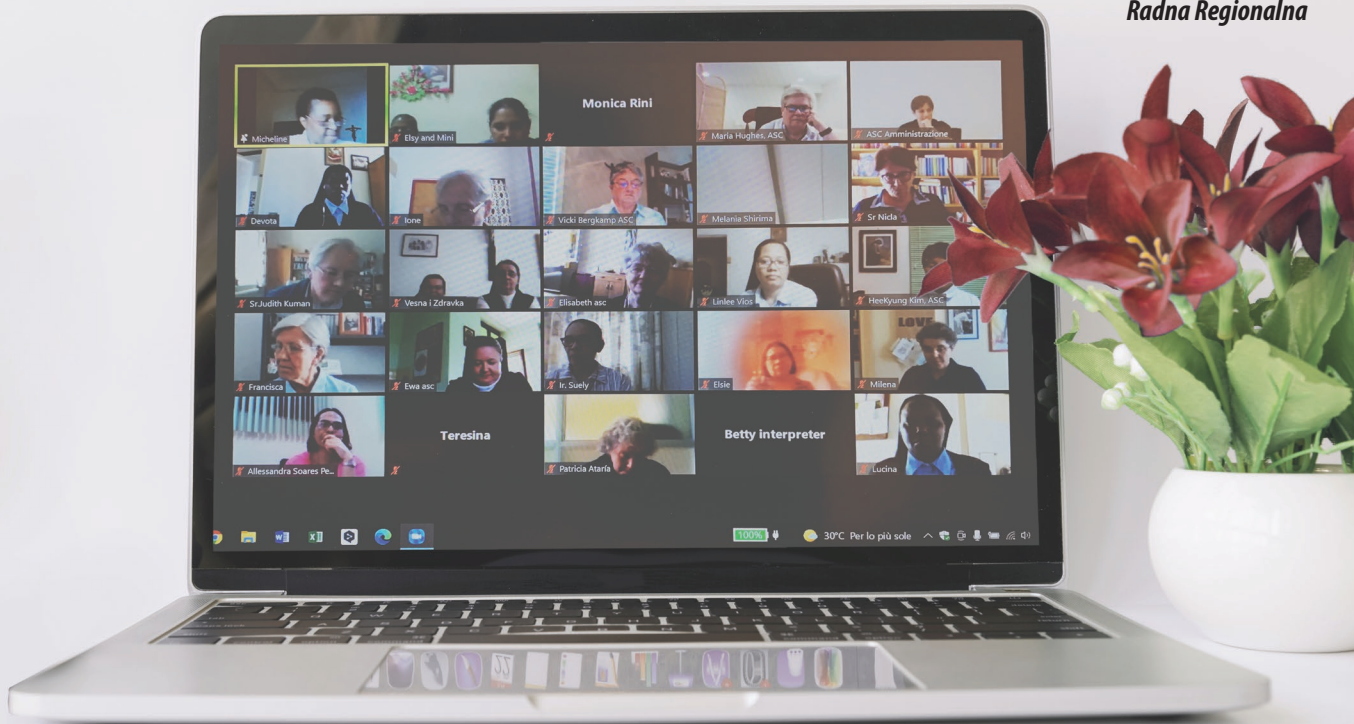 Radna Regionalna
Micheline
Elsy and Mini
Monica Rini
Maria Hughes, ASC
ASC Amministrazione
Devota
Ione
Vicki Bergkamp ASC
Melania Shirima
Sr Nicla
SrJudith Kuman
Vesna i Zdravka
Elisabeth asc
Linlee Vios
HeeKyung Kim, ASC
Francisca
Ewa asc
Ir. Suely
Elsie
LOVE
Milena
Allessandra Soares Pe...
Teresina
Patricia Ataría
Betty interpreter
Lucina
100%
30°C Per lo più sole